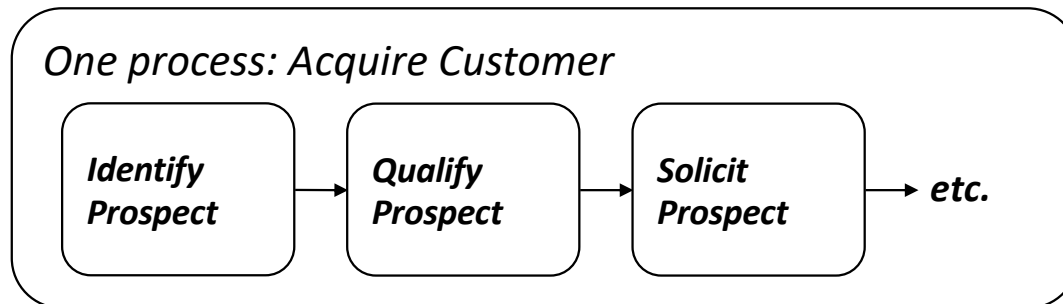 One process: Acquire Customer
Identify
Prospect
Qualify
Prospect
Solicit
Prospect
etc.